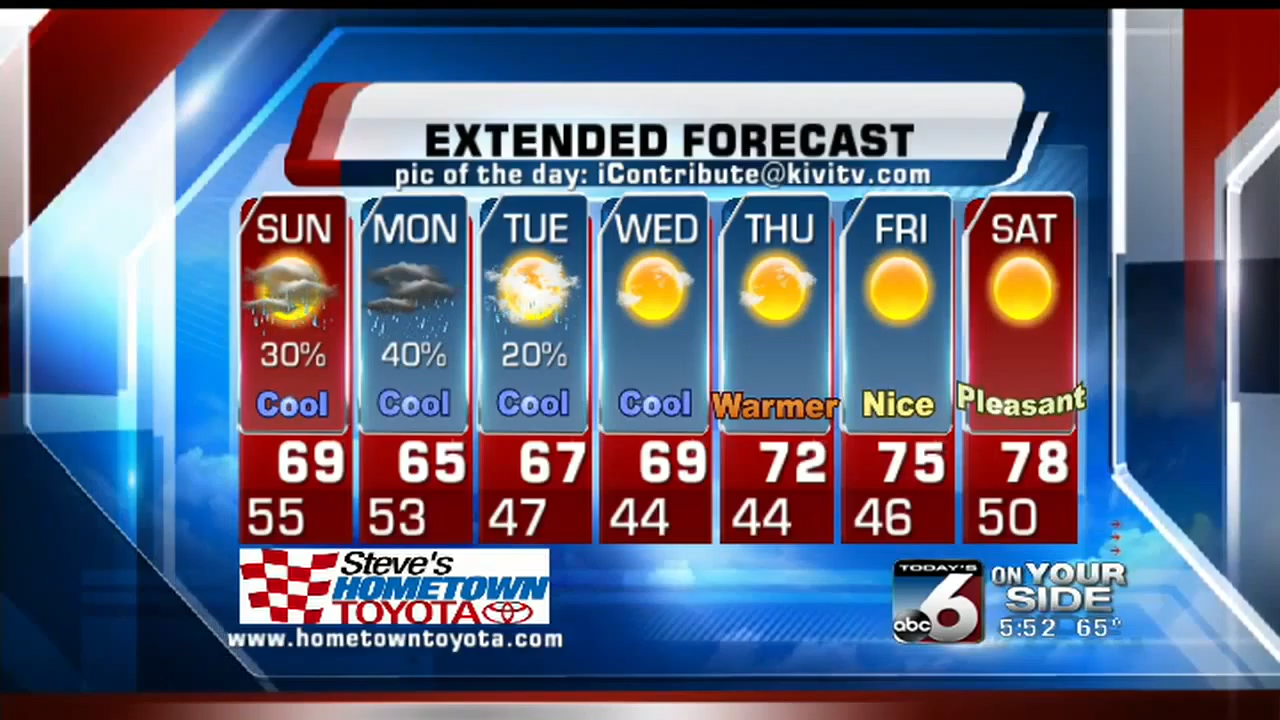 EXTENDED FORECAST
pic of the day: iContribute@kivitv.com
SUN MON TUE WED THU FRI SAT
30% 40% 20%
Cool Cool Cool Cool Warmer Nice Pleasant
69 65 67 69 72 75 78
55 53 47 44 44 46 50
Steve's
HOMETOWN
TOYOTA
www.hometowntoyota.com
TODAY'S
abc 6
ON YOUR
SIDE
5:52 65°